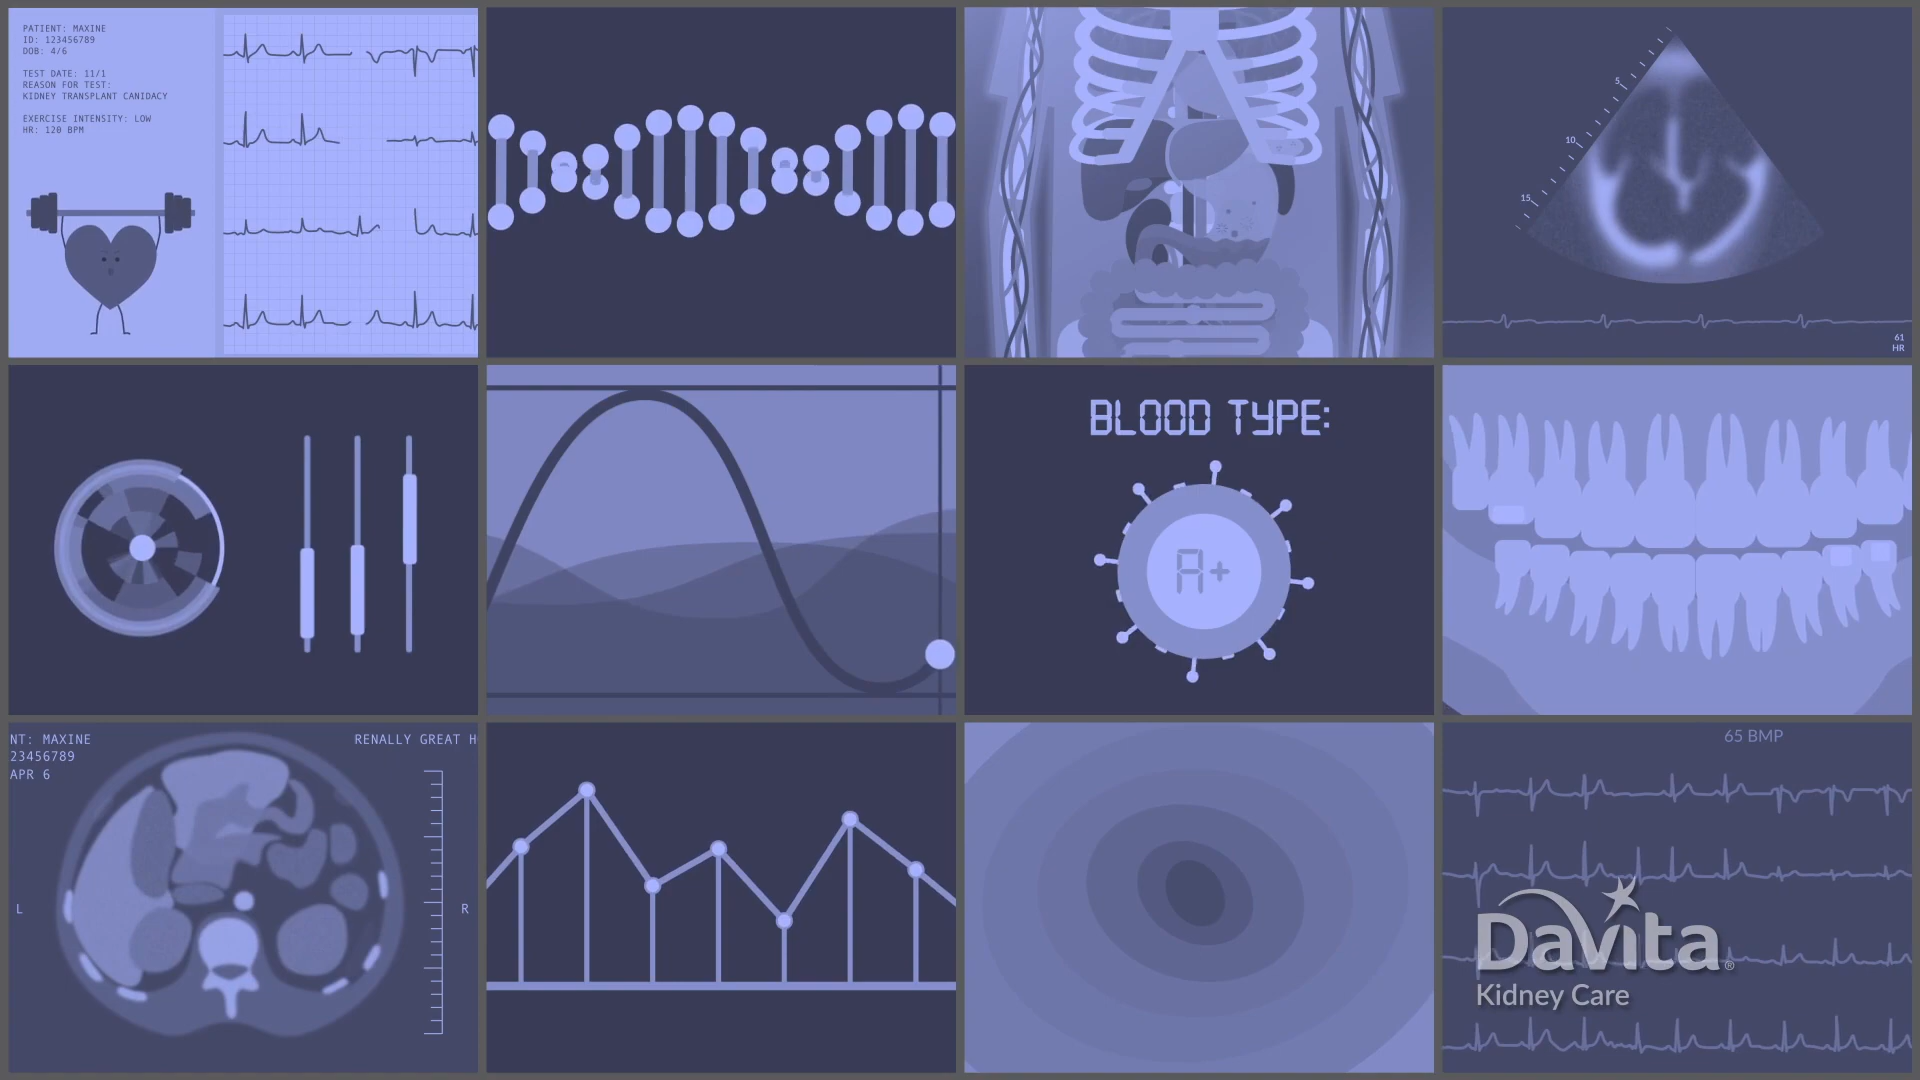 PATIENT: MAXINE
ID: 123456789
DOB: 4/6
TEST DATE: 11/1
REASON FOR TEST:
KIDNEY TRANSPLANT CANIDACY
EXERCISE INTENSITY: LOW
HR: 120 BPM
5
10
15
61
HR
BLOOD TYPE:
A+
NT: MAXINE
23456789
APR 6
RENALLY GREAT H
L
R
65 BMP
DaVita®
Kidney Care